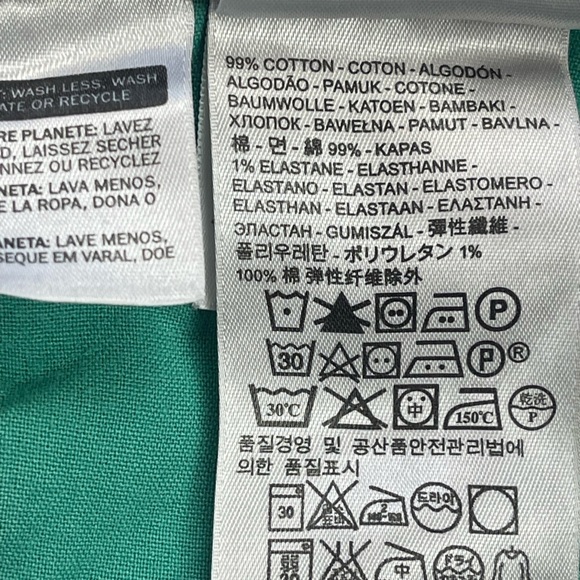 : WASH LESS, WASH
ATE OR RECYCLE
RE PLANETE: LAVEZ
D, LAISSEZ SECHER
NNEZ OU RECYCLEZ
NETA: LAVA MENOS,
E LA ROPA, DONA O
ANETA: LAVE MENOS,
SEQUE EM VARAL, DOE
99% COTTON - COTON - ALGODÓN -
ALGODÃO - PAMUK - COTONE -
BAUMWOLLE - KATOEN - BAMBAKI -
ХЛОПОК - BAWEŁNA - PAMUT - BAVLNA -
棉 - 면 - 綿 99% - KAPAS
1% ELASTANE - ELASTHANNE -
ELASTANO - ELASTAN - ELASTOMERO -
ELASTHAN - ELASTAAN - ΕΛΑΣΤΑΝΗ -
ЭЛАСТАН - GUMISZÁL - 彈性纖維 -
폴리우레탄 - ポリウレタン 1%
100% 棉 弹性纤维除外
P
30 P ®
30°C 中 150°C 乾洗 P
품질경영 및 공산품안전관리법에
의한 품질표시
30 드라이
中 ドライ